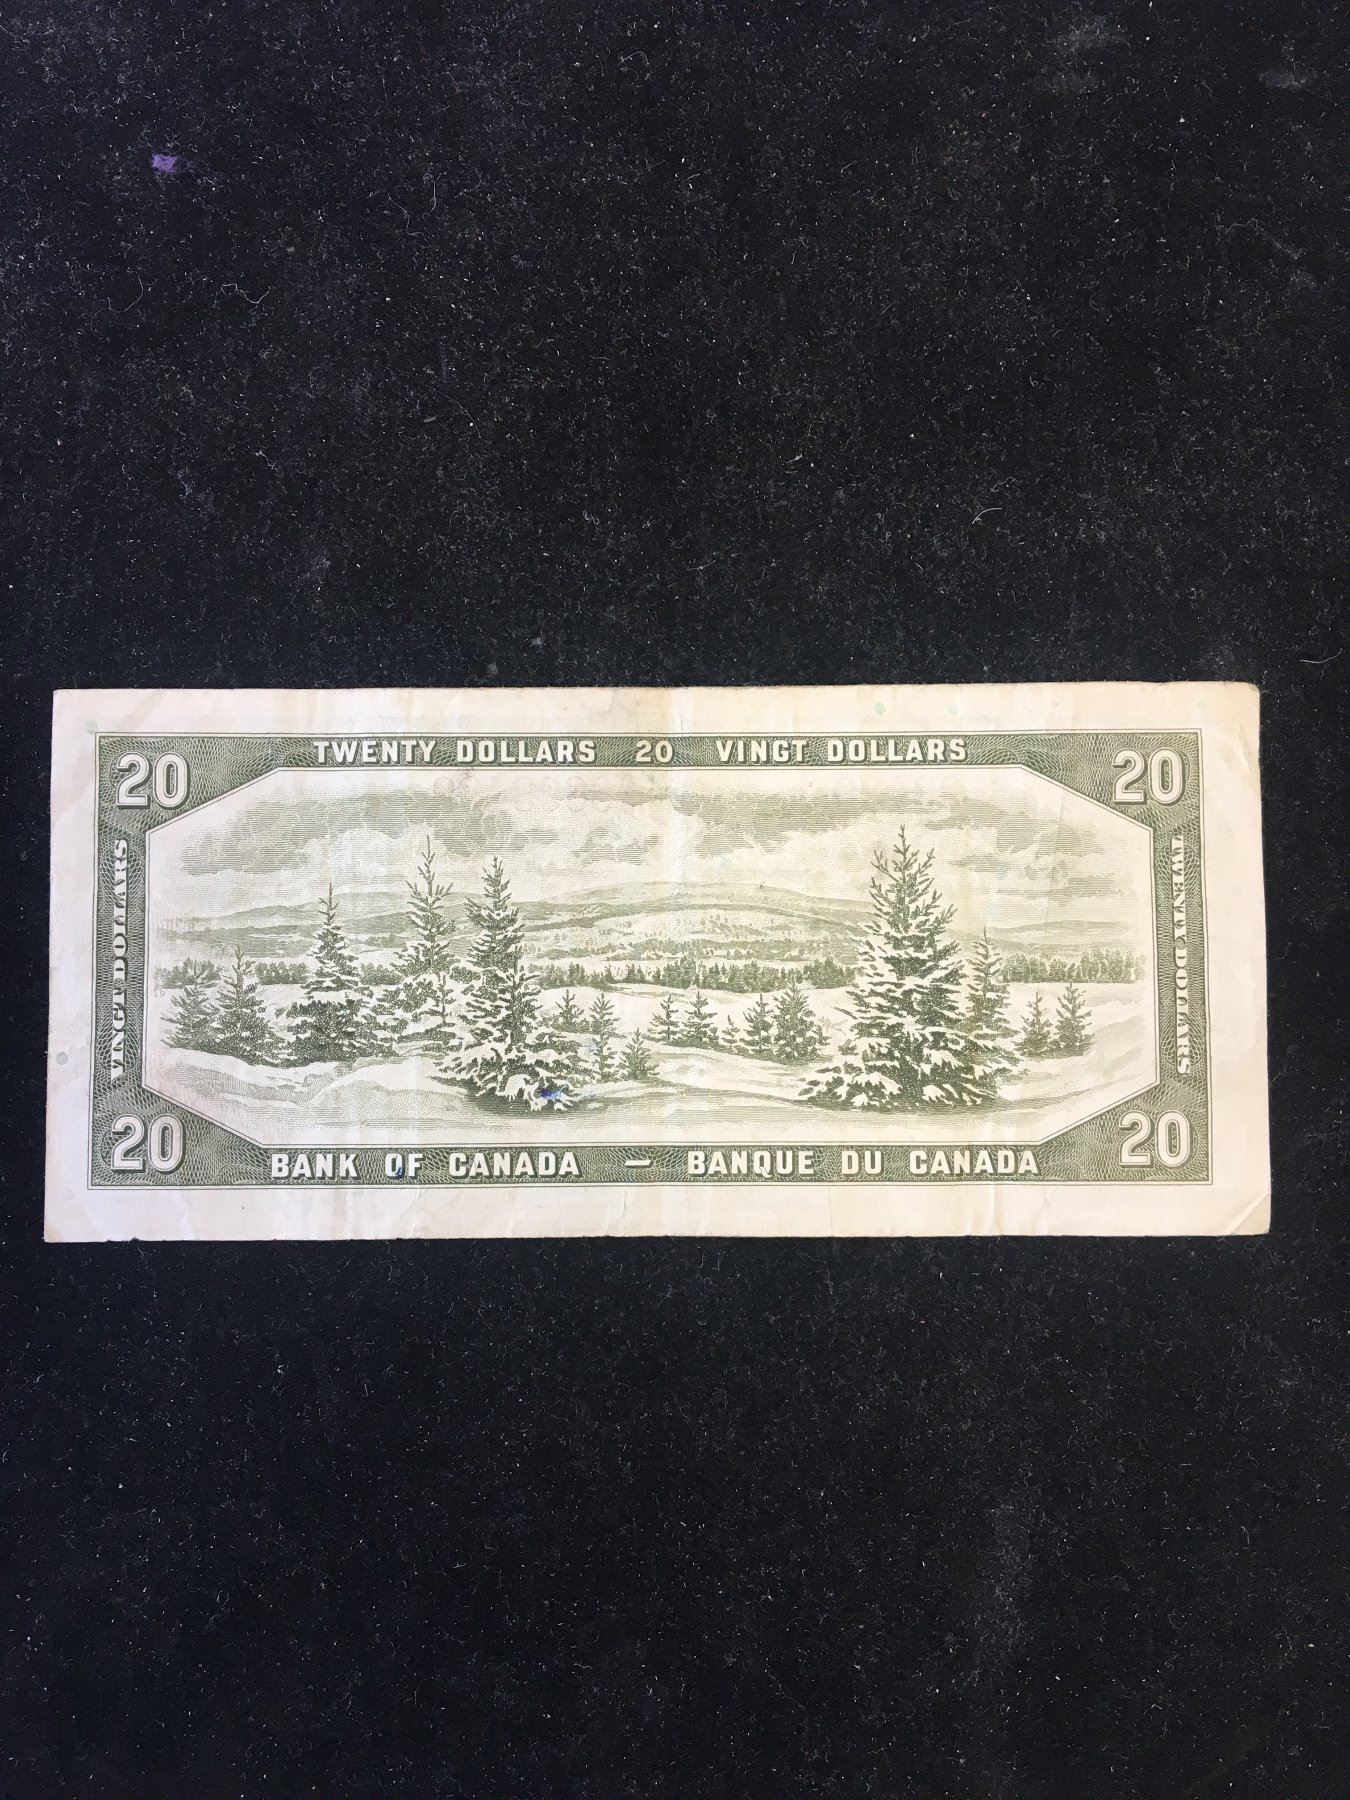 TWENTY DOLLARS 20 VINGT DOLLARS
20
20
VINGT DOLLARS
TWENTY DOLLARS
20
20
BANK OF CANADA — BANQUE DU CANADA